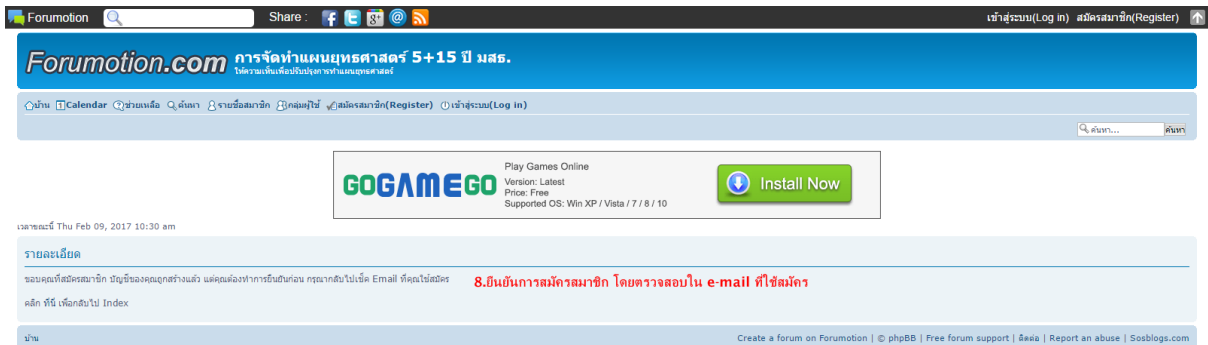 Forumotion Share : เข้าสู่ระบบ(Log in) สมัครสมาชิก(Register)
Forumotion.com การจัดทำแผนยุทธศาสตร์ 5+15 ปี มสธ.
ให้ความเห็นเพื่อปรับปรุงการทำแผนยุทธศาสตร์
บ้าน Calendar ช่วยเหลือ ค้นหา รายชื่อสมาชิก กลุ่มผู้ใช้ สมัครสมาชิก(Register) เข้าสู่ระบบ(Log in)
ค้นหา... ค้นหา
GOGAMEGO
Play Games Online
Version: Latest
Price: Free
Supported OS: Win XP / Vista / 7 / 8 / 10
Install Now
เวลาขณะนี้ Thu Feb 09, 2017 10:30 am
รายละเอียด
ขอบคุณที่สมัครสมาชิก บัญชีของคุณถูกสร้างแล้ว แต่คุณต้องทำการยืนยันก่อน กรุณากลับไปเช็ค Email ที่คุณใช้สมัคร
8.ยืนยันการสมัครสมาชิก โดยตรวจสอบใน e-mail ที่ใช้สมัคร
คลิก ที่นี่ เพื่อกลับไป Index
บ้าน Create a forum on Forumotion | © phpBB | Free forum support | ติดต่อ | Report an abuse | Sosblogs.com